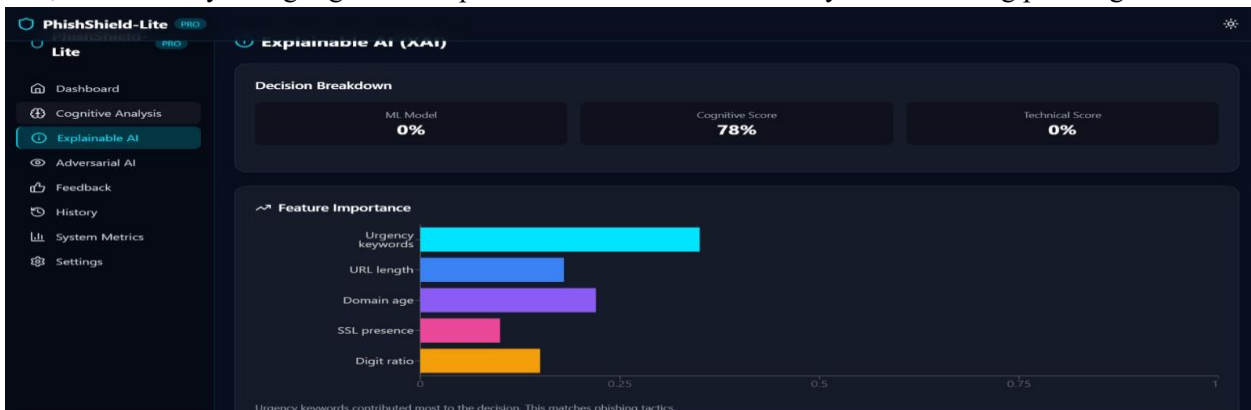 PhishShield-Lite PRO
Lite PRO
Explainable AI (XAI)
Dashboard
Cognitive Analysis
Explainable AI
Adversarial AI
Feedback
History
System Metrics
Settings
Decision Breakdown
ML Model
0%
Cognitive Score
78%
Technical Score
0%
Feature Importance
Urgency
keywords
URL length
Domain age
SSL presence
Digit ratio
0 0.25 0.5 0.75 1
Urgency keywords contributed most to the decision. This matches phishing tactics.